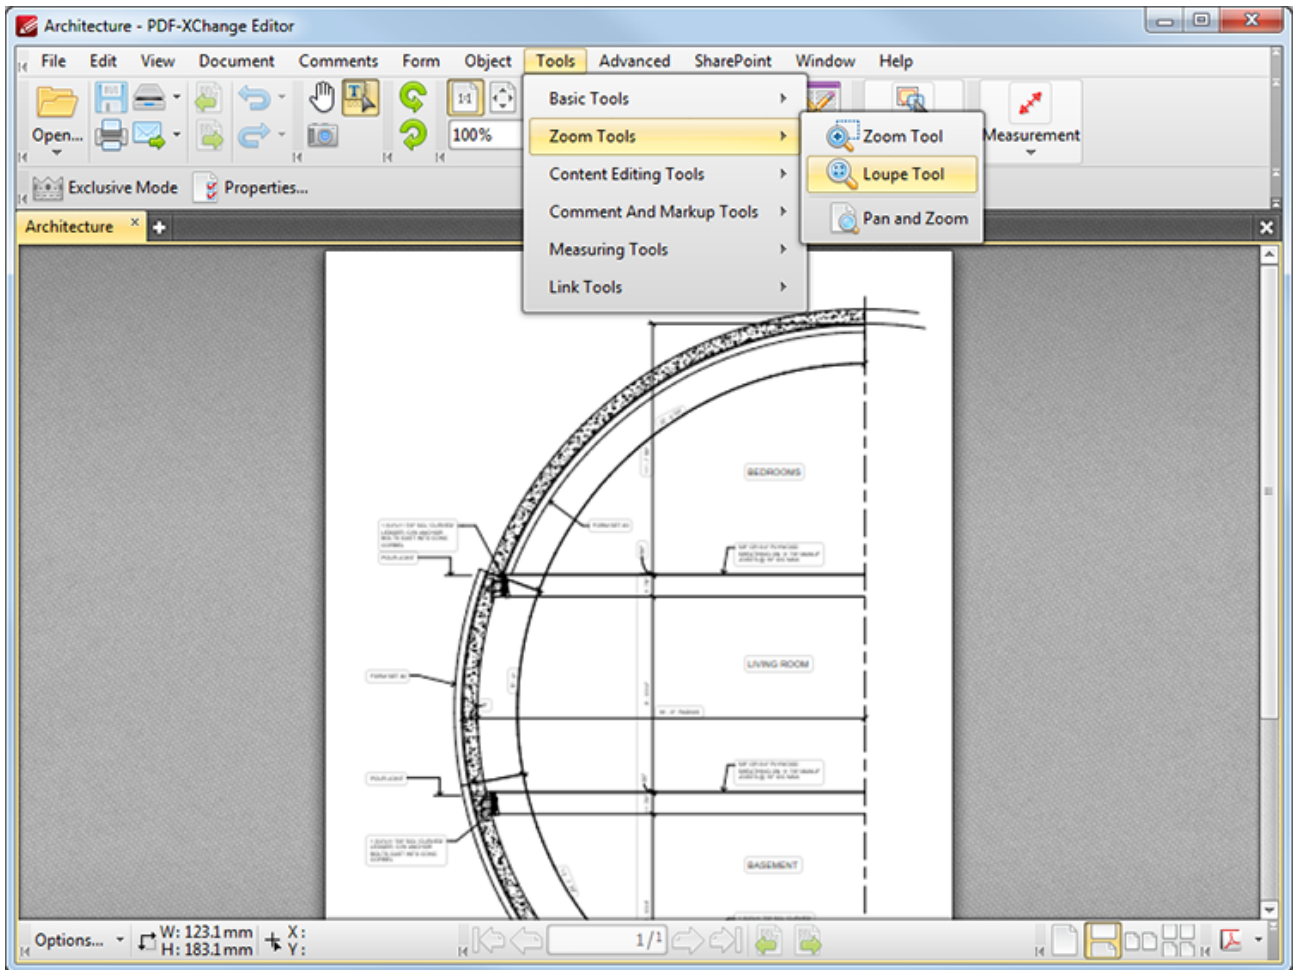 Architecture - PDF-XChange Editor
File Edit View Document Comments Form Object Tools Advanced SharePoint Window Help
Open...
100%
Measurement
Exclusive Mode Properties...
Architecture
Basic Tools
Zoom Tools
Content Editing Tools
Comment And Markup Tools
Measuring Tools
Link Tools
Zoom Tool
Loupe Tool
Pan and Zoom
BEDROOMS
LIVING ROOM
BASEMENT
Options...
W: 123.1 mm
H: 183.1 mm
X:
Y:
1/1